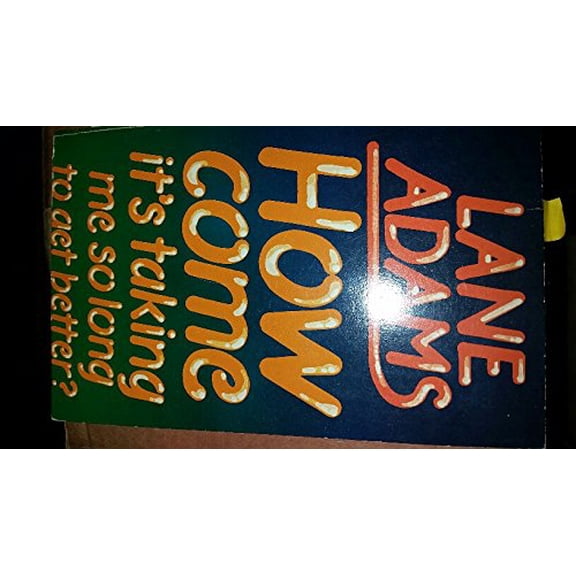 LANE
ADAMS
HOW
come
it's taking
me so long
to get better?